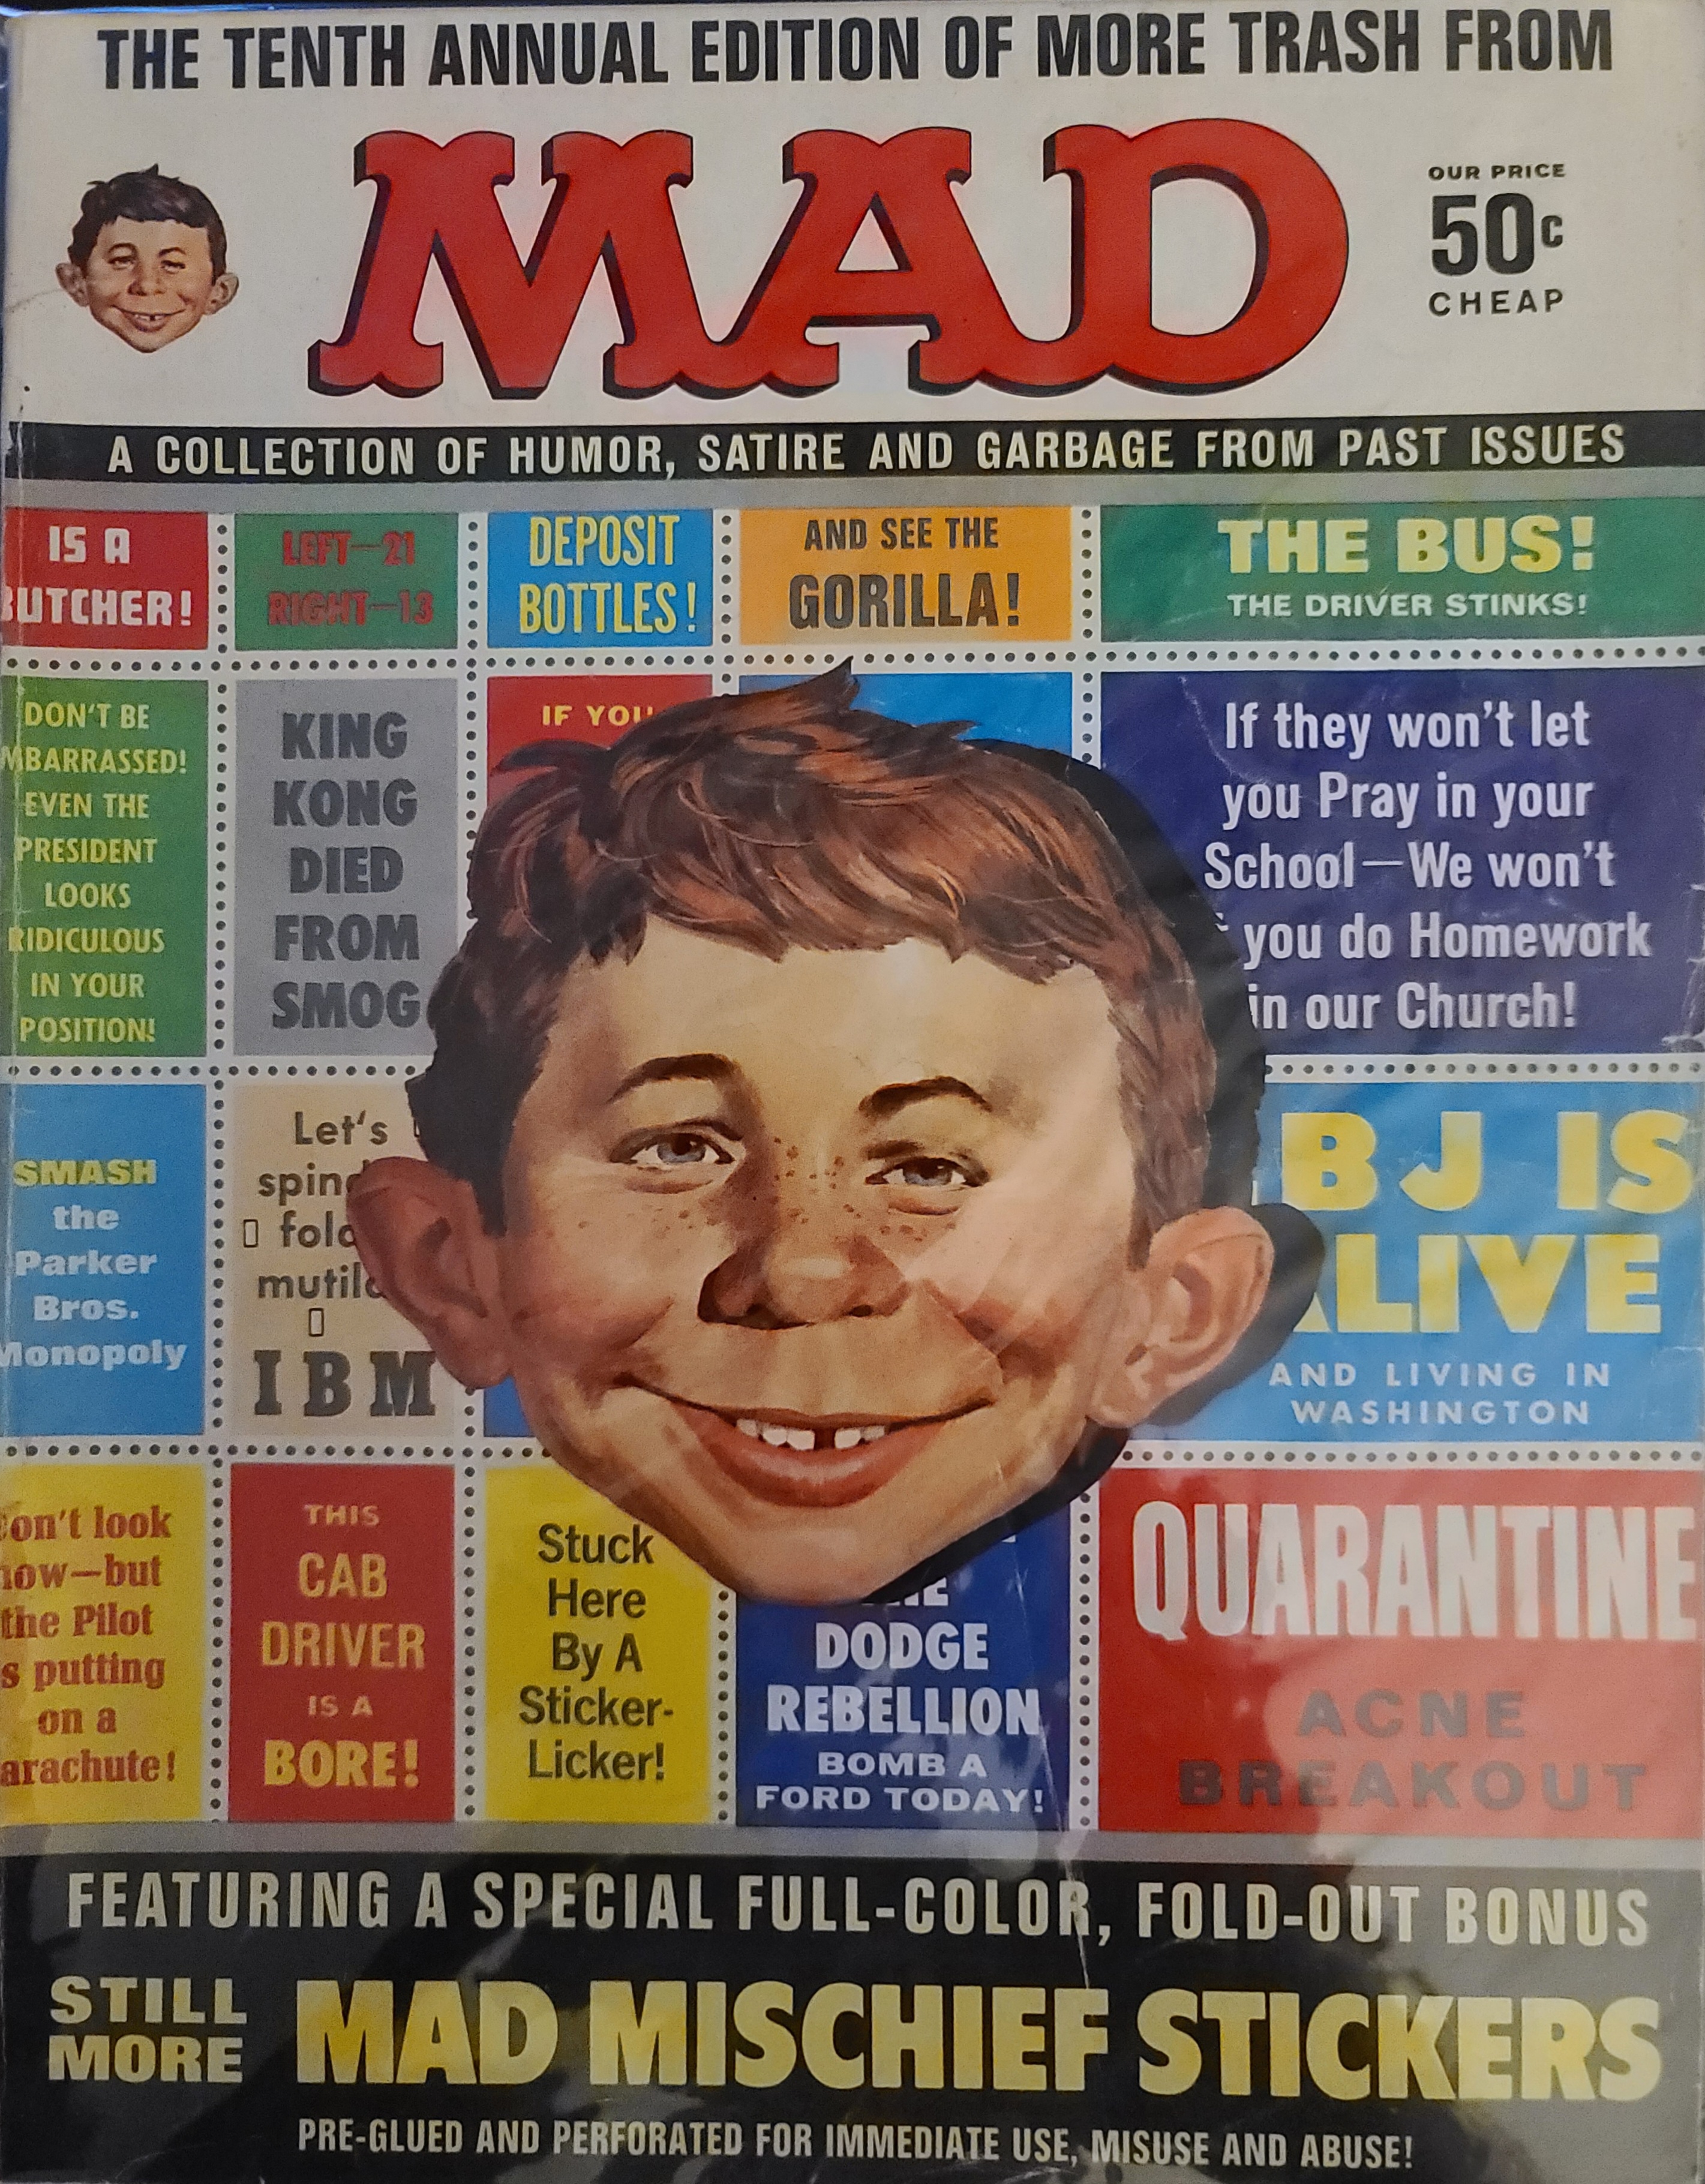 THE TENTH ANNUAL EDITION OF MORE TRASH FROM
MAD
OUR PRICE
50c
CHEAP
A COLLECTION OF HUMOR, SATIRE AND GARBAGE FROM PAST ISSUES
IS A
BUTCHER!
LEFT—21
RIGHT—13
DEPOSIT
BOTTLES!
AND SEE THE
GORILLA!
THE BUS!
THE DRIVER STINKS!
DON'T BE
MBARRASSED!
EVEN THE
PRESIDENT
LOOKS
RIDICULOUS
IN YOUR
POSITION!
KING
KONG
DIED
FROM
SMOG
IF YOU
If they won't let
you Pray in your
School—We won't
you do Homework
in our Church!
SMASH
the
Parker
Bros.
Monopoly
Let's
spind
fold
mutila
IBM
BJ IS
ALIVE
AND LIVING IN
WASHINGTON
on't look
now—but
the Pilot
s putting
on a
arachute!
THIS
CAB
DRIVER
IS A
BORE!
Stuck
Here
By A
Sticker-
Licker!
DODGE
REBELLION
BOMB A
FORD TODAY!
QUARANTINE
ACNE
BREAKOUT
FEATURING A SPECIAL FULL-COLOR, FOLD-OUT BONUS
STILL
MORE
MAD MISCHIEF STICKERS
PRE-GLUED AND PERFORATED FOR IMMEDIATE USE, MISUSE AND ABUSE!